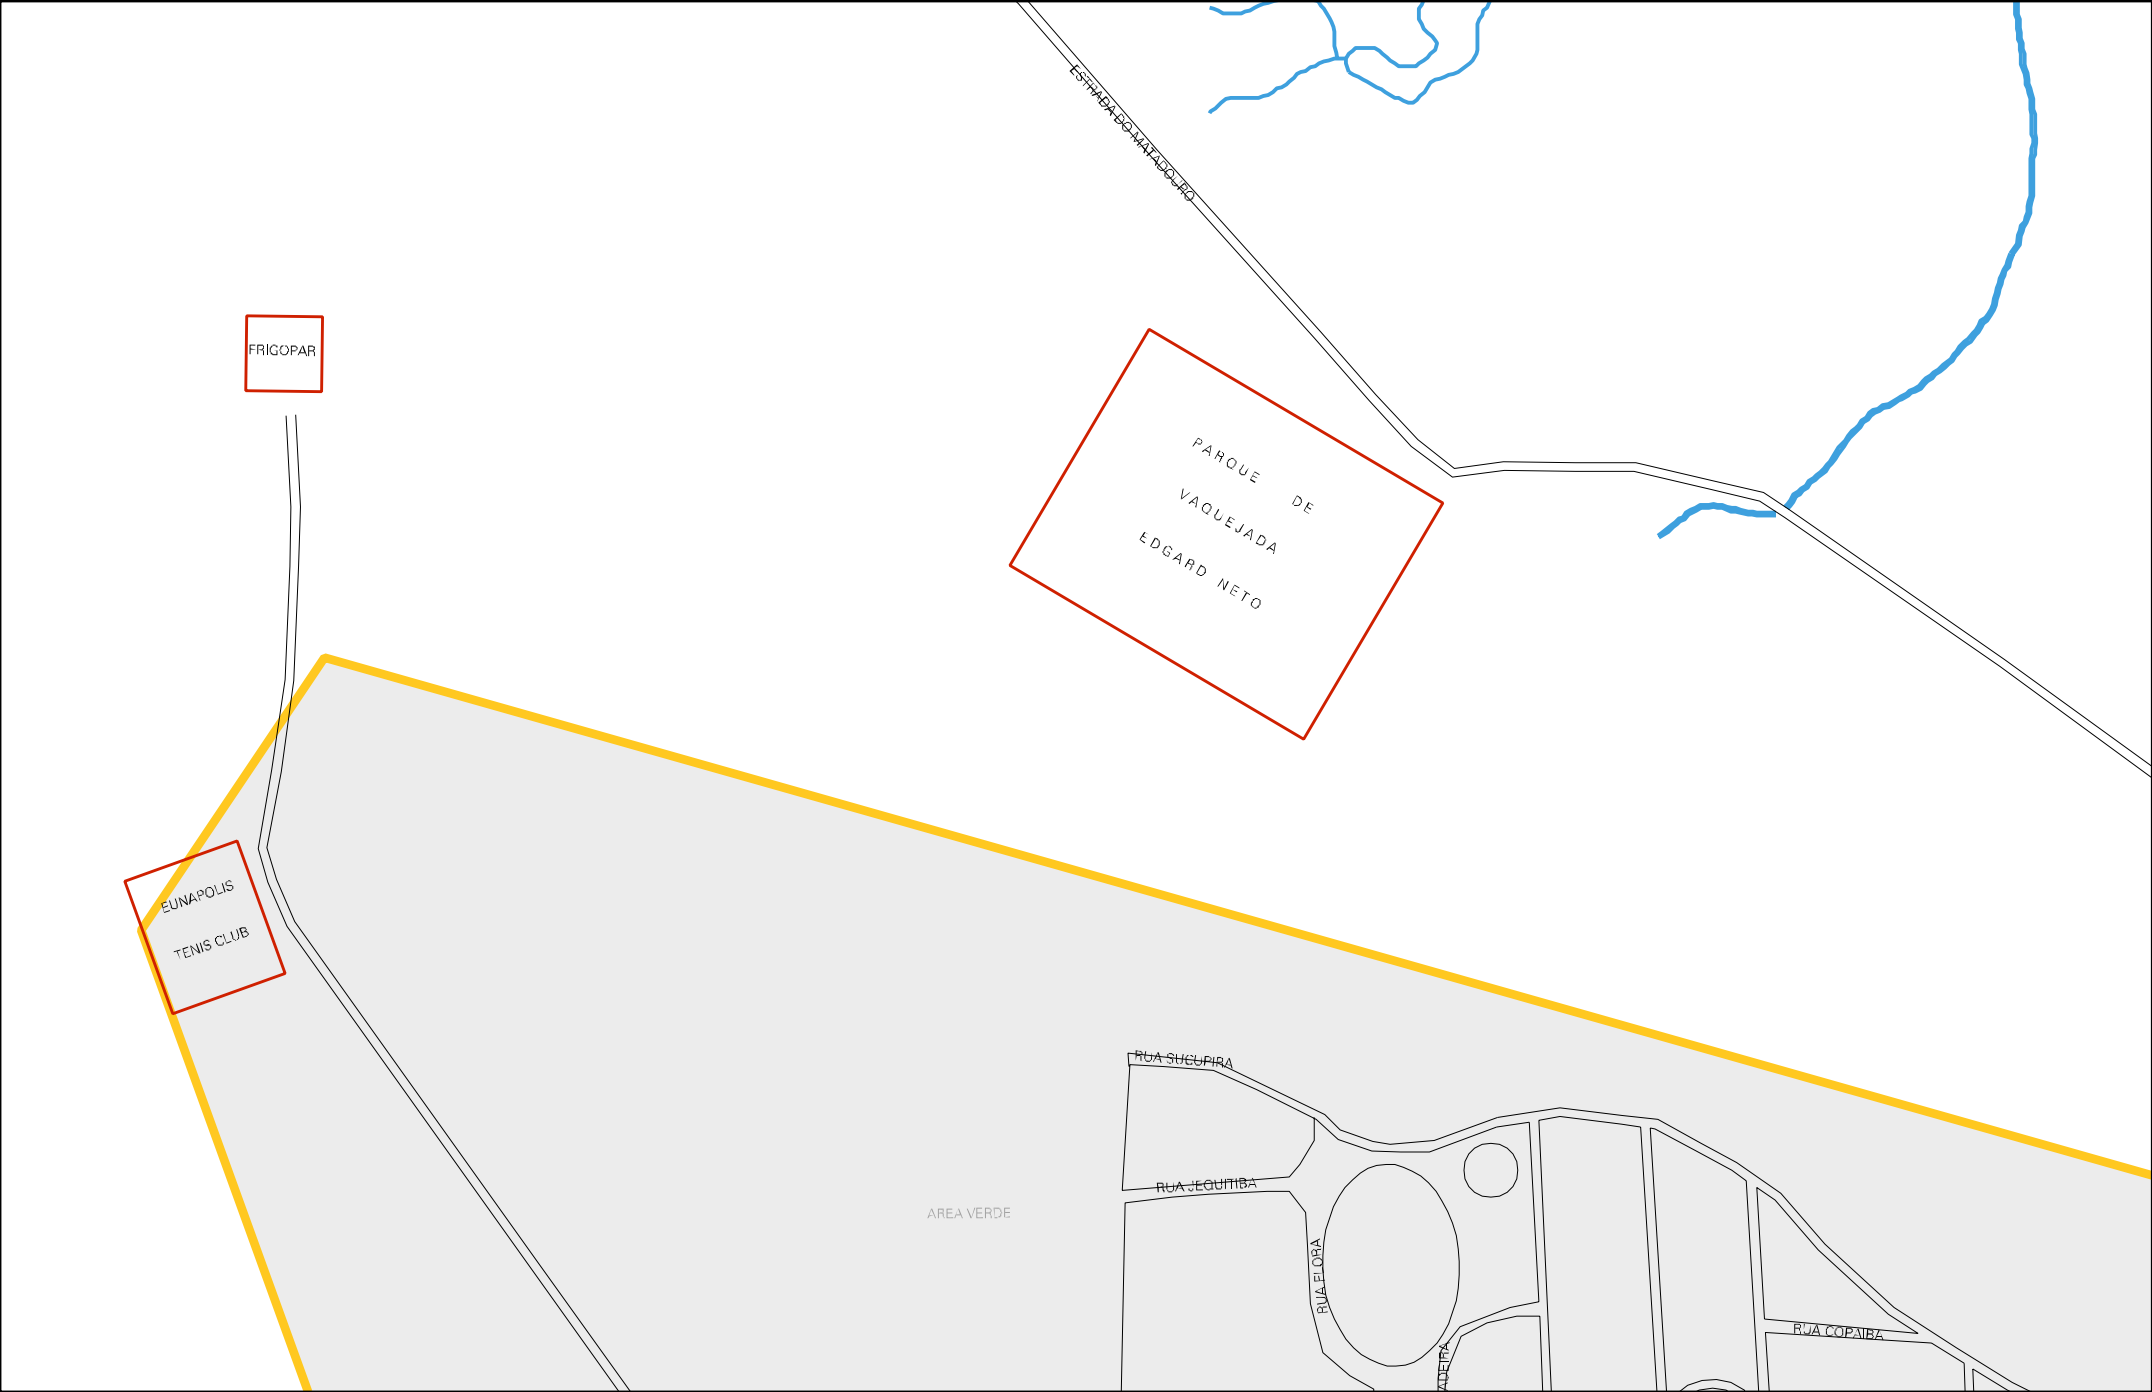 ESTRADA DO MATADOURO
FRIGOPAR
PARQUE DE
VAQUEJADA
EDGARD NETO
EUNAPOLIS
TENIS CLUB
RUA SUCUPIRA
RUA JEQUITIBA
AREA VERDE
RUA FLORA
RUA COPAIBA
ADEIRA